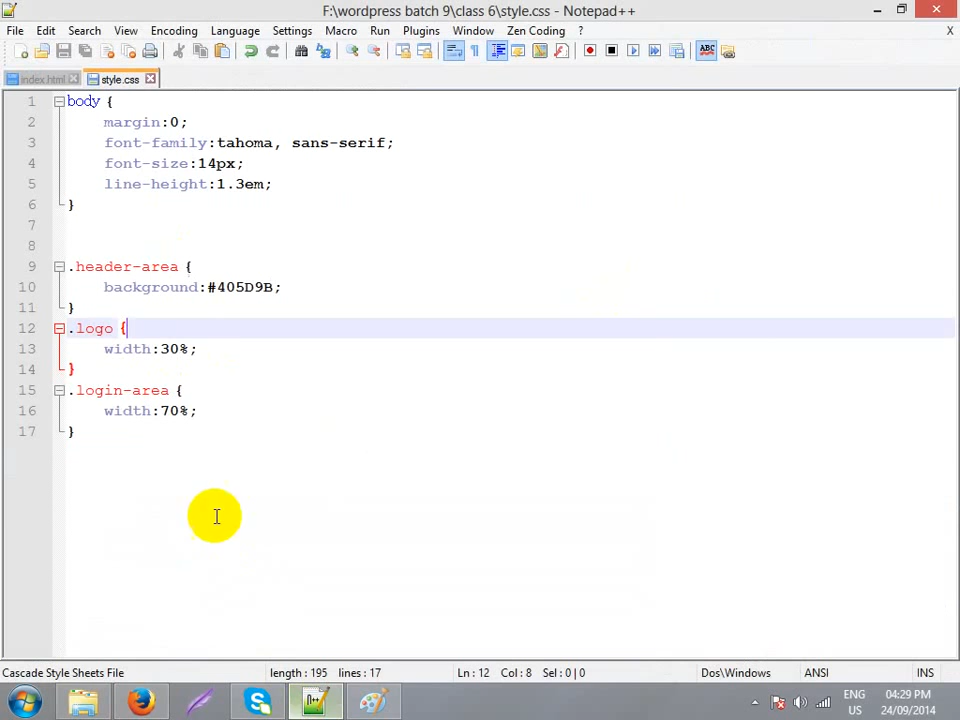 F:\wordpress batch 9\class 6\style.css - Notepad++
File Edit Search View Encoding Language Settings Macro Run Plugins Window Zen Coding ? X
index.html style.css
1 body {
2 margin:0;
3 font-family:tahoma, sans-serif;
4 font-size:14px;
5 line-height:1.3em;
6 }
7
8
9 .header-area {
10 background:#405D9B;
11 }
12 .logo {
13 width:30%;
14 }
15 .login-area {
16 width:70%;
17 }
Cascade Style Sheets File length : 195 lines : 17 Ln : 12 Col : 8 Sel : 0 | 0 Dos\Windows ANSI INS
ENG 04:29 PM
US 24/09/2014